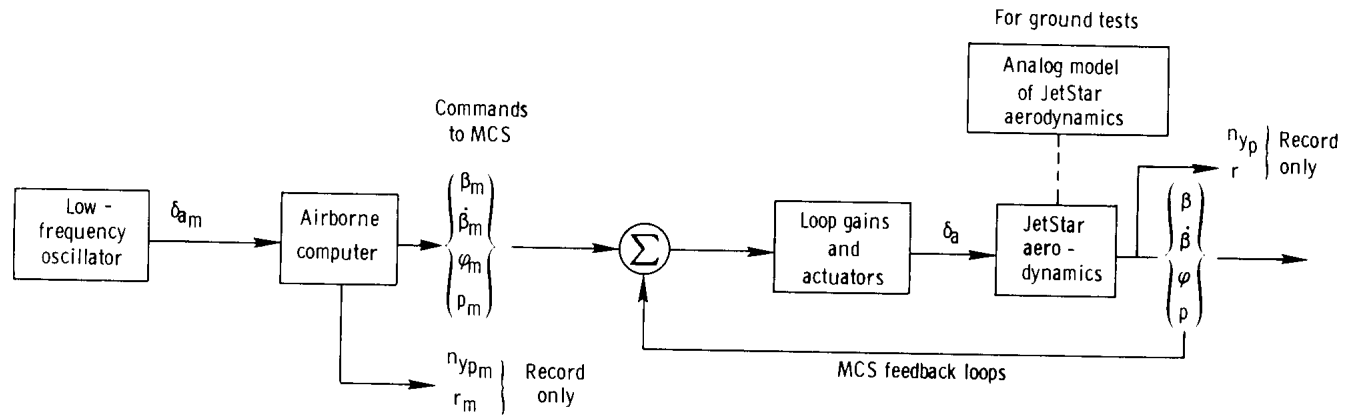 For ground tests
Analog model
of JetStar
aerodynamics
Commands
to MCS
Low -
frequency
oscillator
δaₘ
Airborne
computer
βₘ
β̇ₘ
φₘ
pₘ
nypₘ
rₘ
Record
only
Σ
Loop gains
and
actuators
δₐ
JetStar
aero -
dynamics
nyₚ
r
Record
only
β
β̇
φ
p
MCS feedback loops